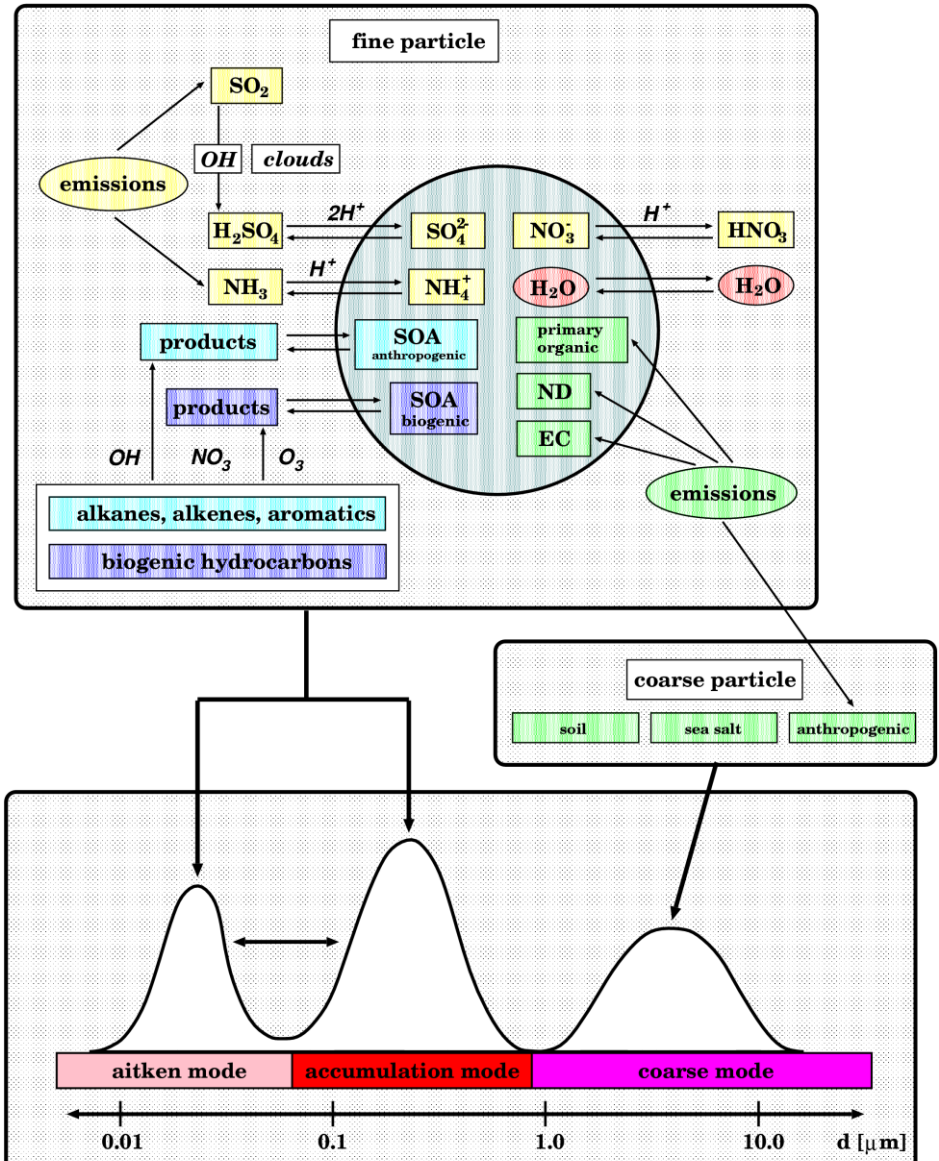 fine particle
SO₂
OH
clouds
emissions
2H⁺
H⁺
H₂SO₄
SO₄²⁻
NO₃⁻
HNO₃
H⁺
NH₃
NH₄⁺
H₂O
H₂O
products
SOA
anthropogenic
primary
organic
products
SOA
biogenic
ND
EC
OH
NO₃
O₃
emissions
alkanes, alkenes, aromatics
biogenic hydrocarbons
coarse particle
soil
sea salt
anthropogenic
aitken mode
accumulation mode
coarse mode
0.01
0.1
1.0
10.0
d [μm]